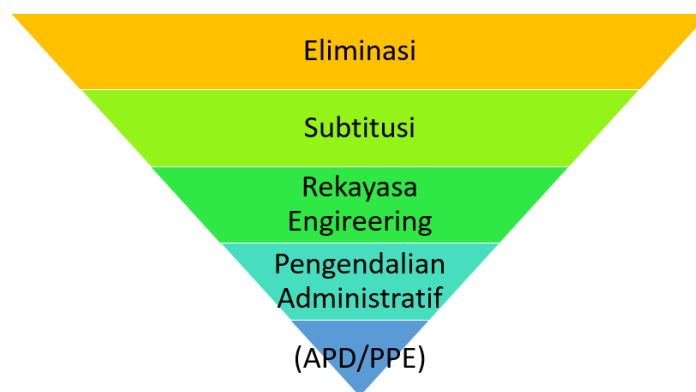 Eliminasi
Subtitusi
Rekayasa
Engireering
Pengendalian
Administratif
(APD/PPE)